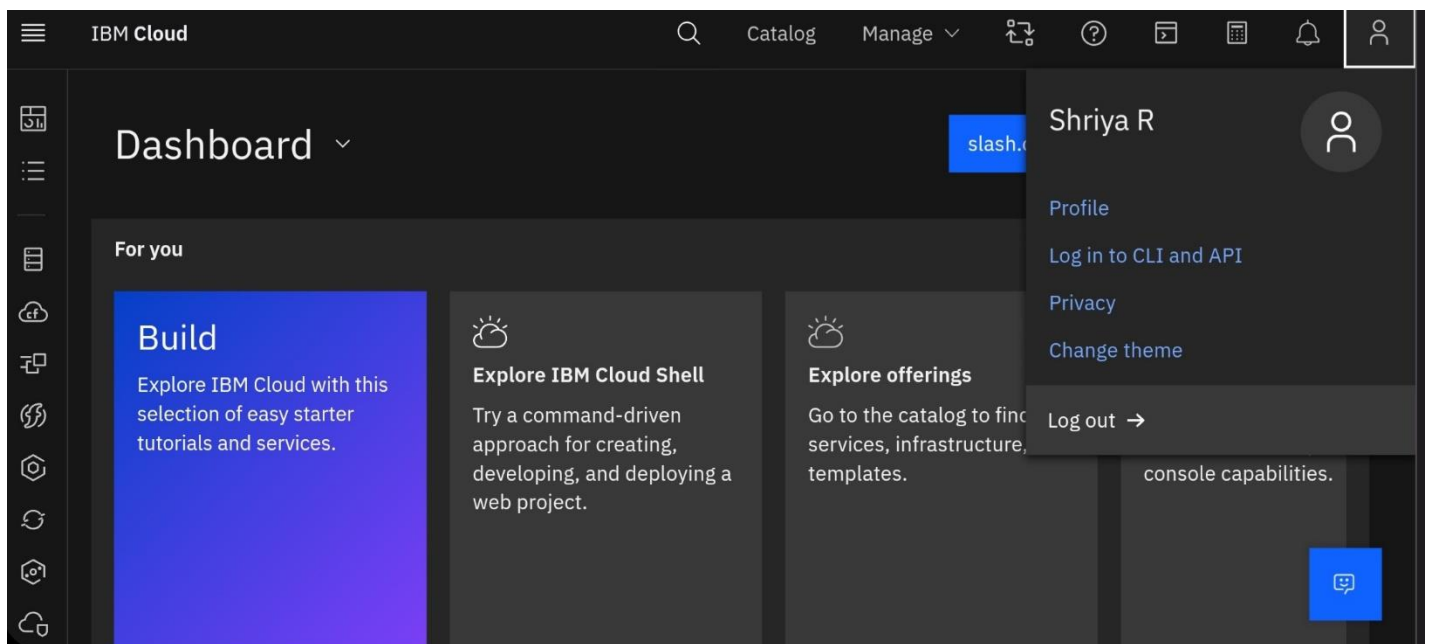 IBM Cloud
Catalog
Manage
Dashboard
slash.
Shriya R
Profile
Log in to CLI and API
Privacy
Change theme
Log out →
For you
Build
Explore IBM Cloud with this
selection of easy starter
tutorials and services.
Explore IBM Cloud Shell
Try a command-driven
approach for creating,
developing, and deploying a
web project.
Explore offerings
Go to the catalog to find
services, infrastructure,
templates.
console capabilities.
cf